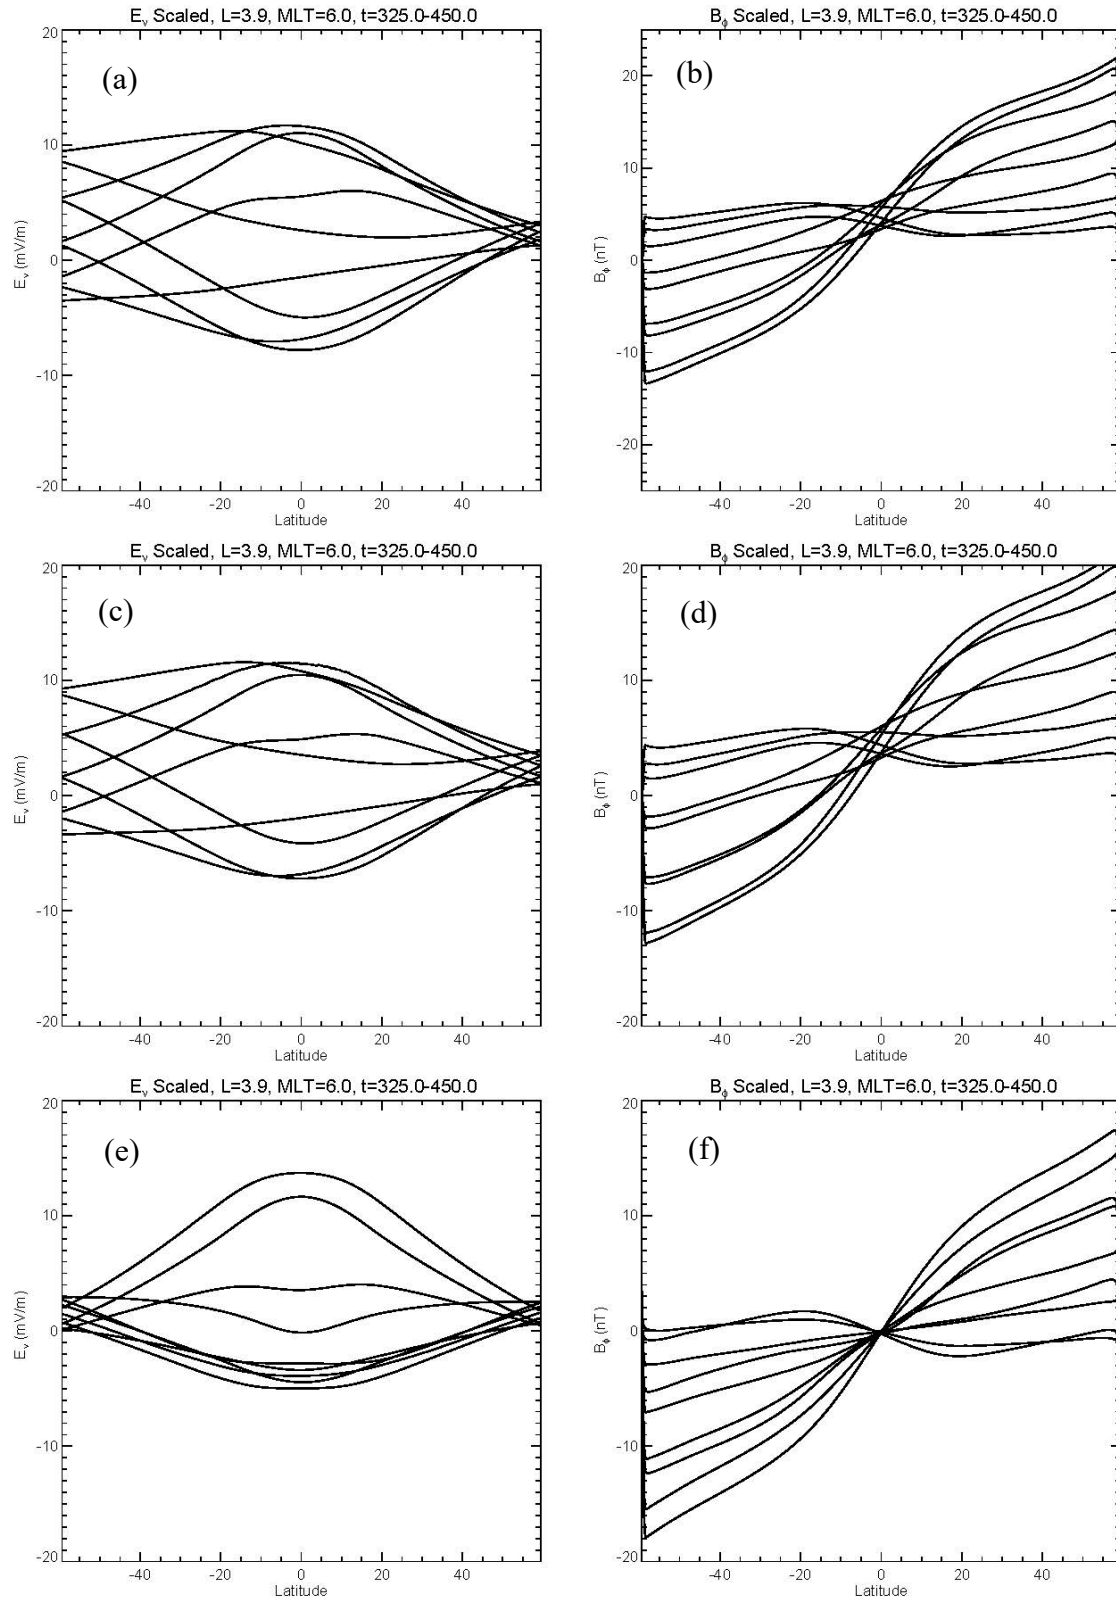 E_ν Scaled, L=3.9, MLT=6.0, t=325.0-450.0
20
10
0
-10
-20
E_ν (mV/m)
(a)
-40 -20 0 20 40
Latitude
B_ϕ Scaled, L=3.9, MLT=6.0, t=325.0-450.0
20
10
0
-10
-20
B_ϕ (nT)
(b)
-40 -20 0 20 40
Latitude
E_ν Scaled, L=3.9, MLT=6.0, t=325.0-450.0
20
10
0
-10
-20
E_ν (mV/m)
(c)
-40 -20 0 20 40
Latitude
B_ϕ Scaled, L=3.9, MLT=6.0, t=325.0-450.0
20
10
0
-10
-20
B_ϕ (nT)
(d)
-40 -20 0 20 40
Latitude
E_ν Scaled, L=3.9, MLT=6.0, t=325.0-450.0
20
10
0
-10
-20
E_ν (mV/m)
(e)
-40 -20 0 20 40
Latitude
B_ϕ Scaled, L=3.9, MLT=6.0, t=325.0-450.0
20
10
0
-10
-20
B_ϕ (nT)
(f)
-40 -20 0 20 40
Latitude